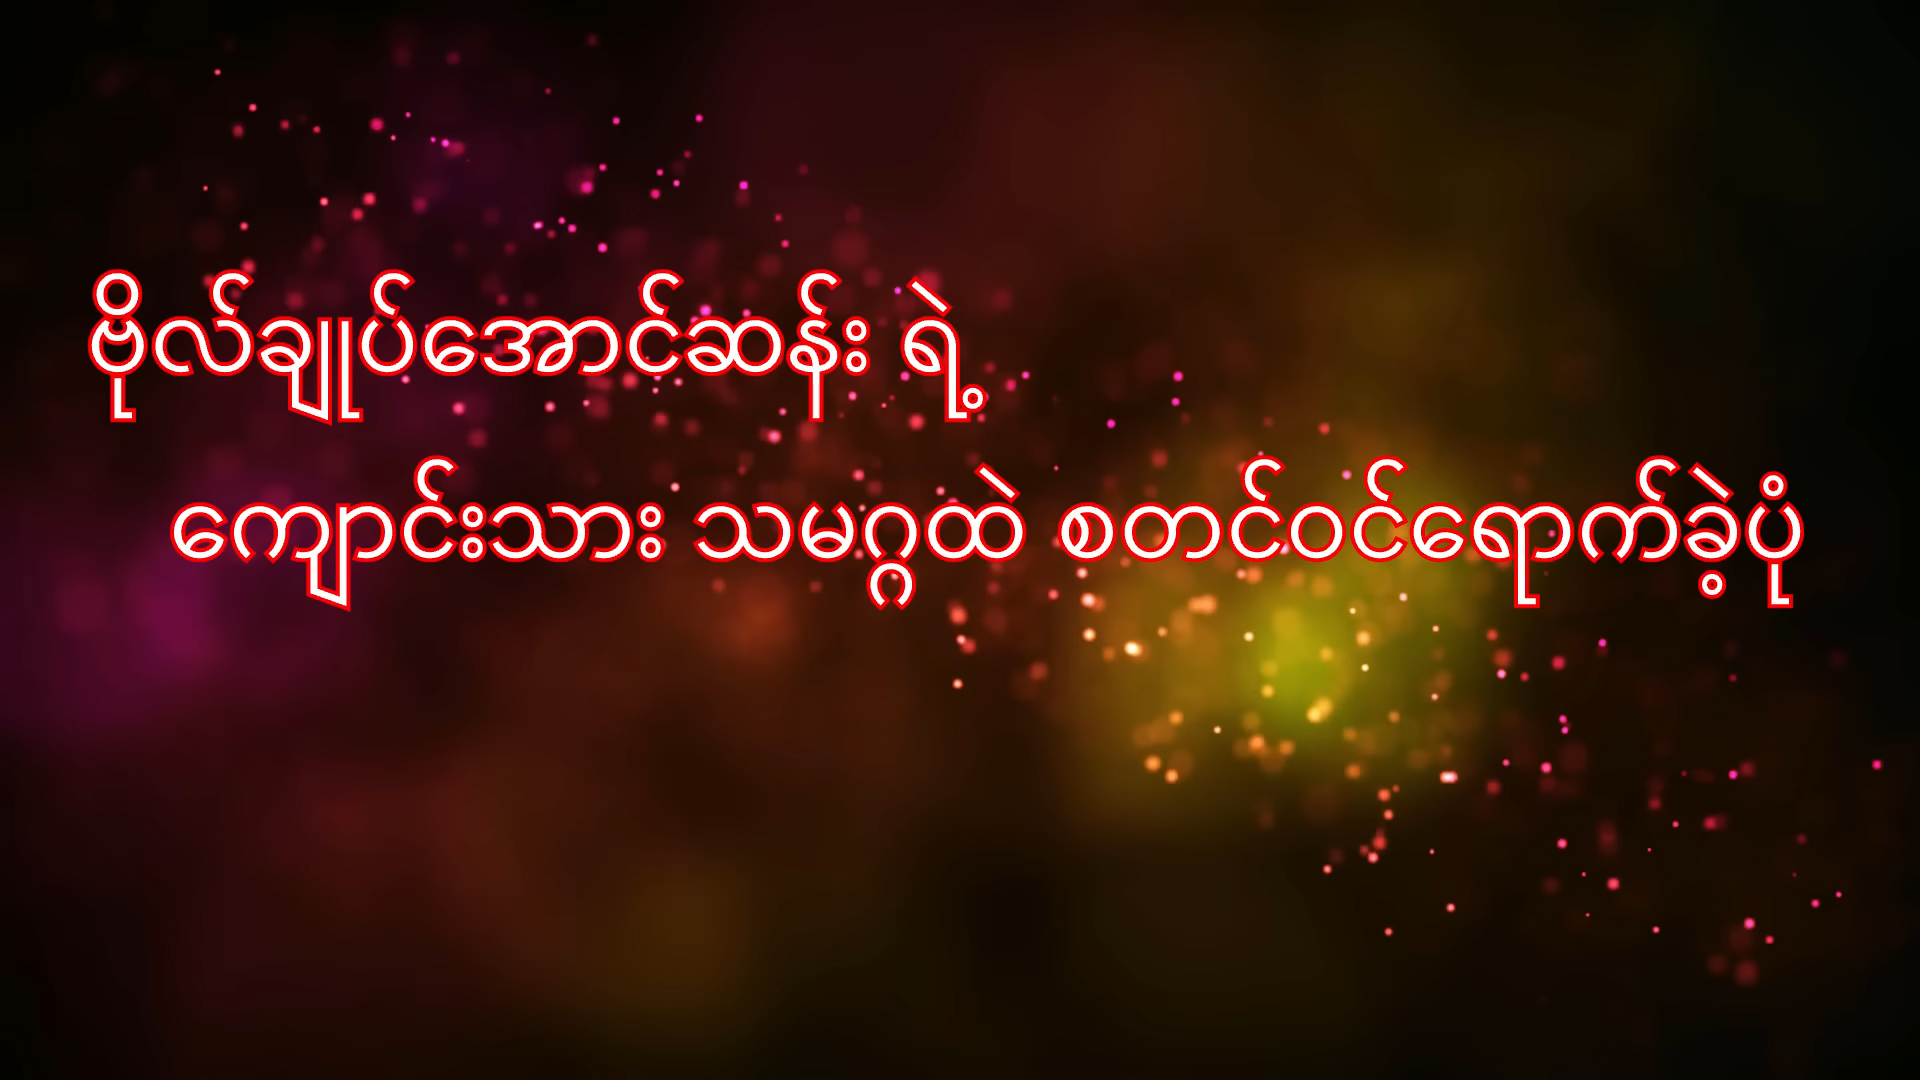 ဗိုလ်ချုပ်အောင်ဆန်း ရဲ့
ကျောင်းသား သမဂ္ဂထဲ စတင်ဝင်ရောက်ခဲ့ပုံ